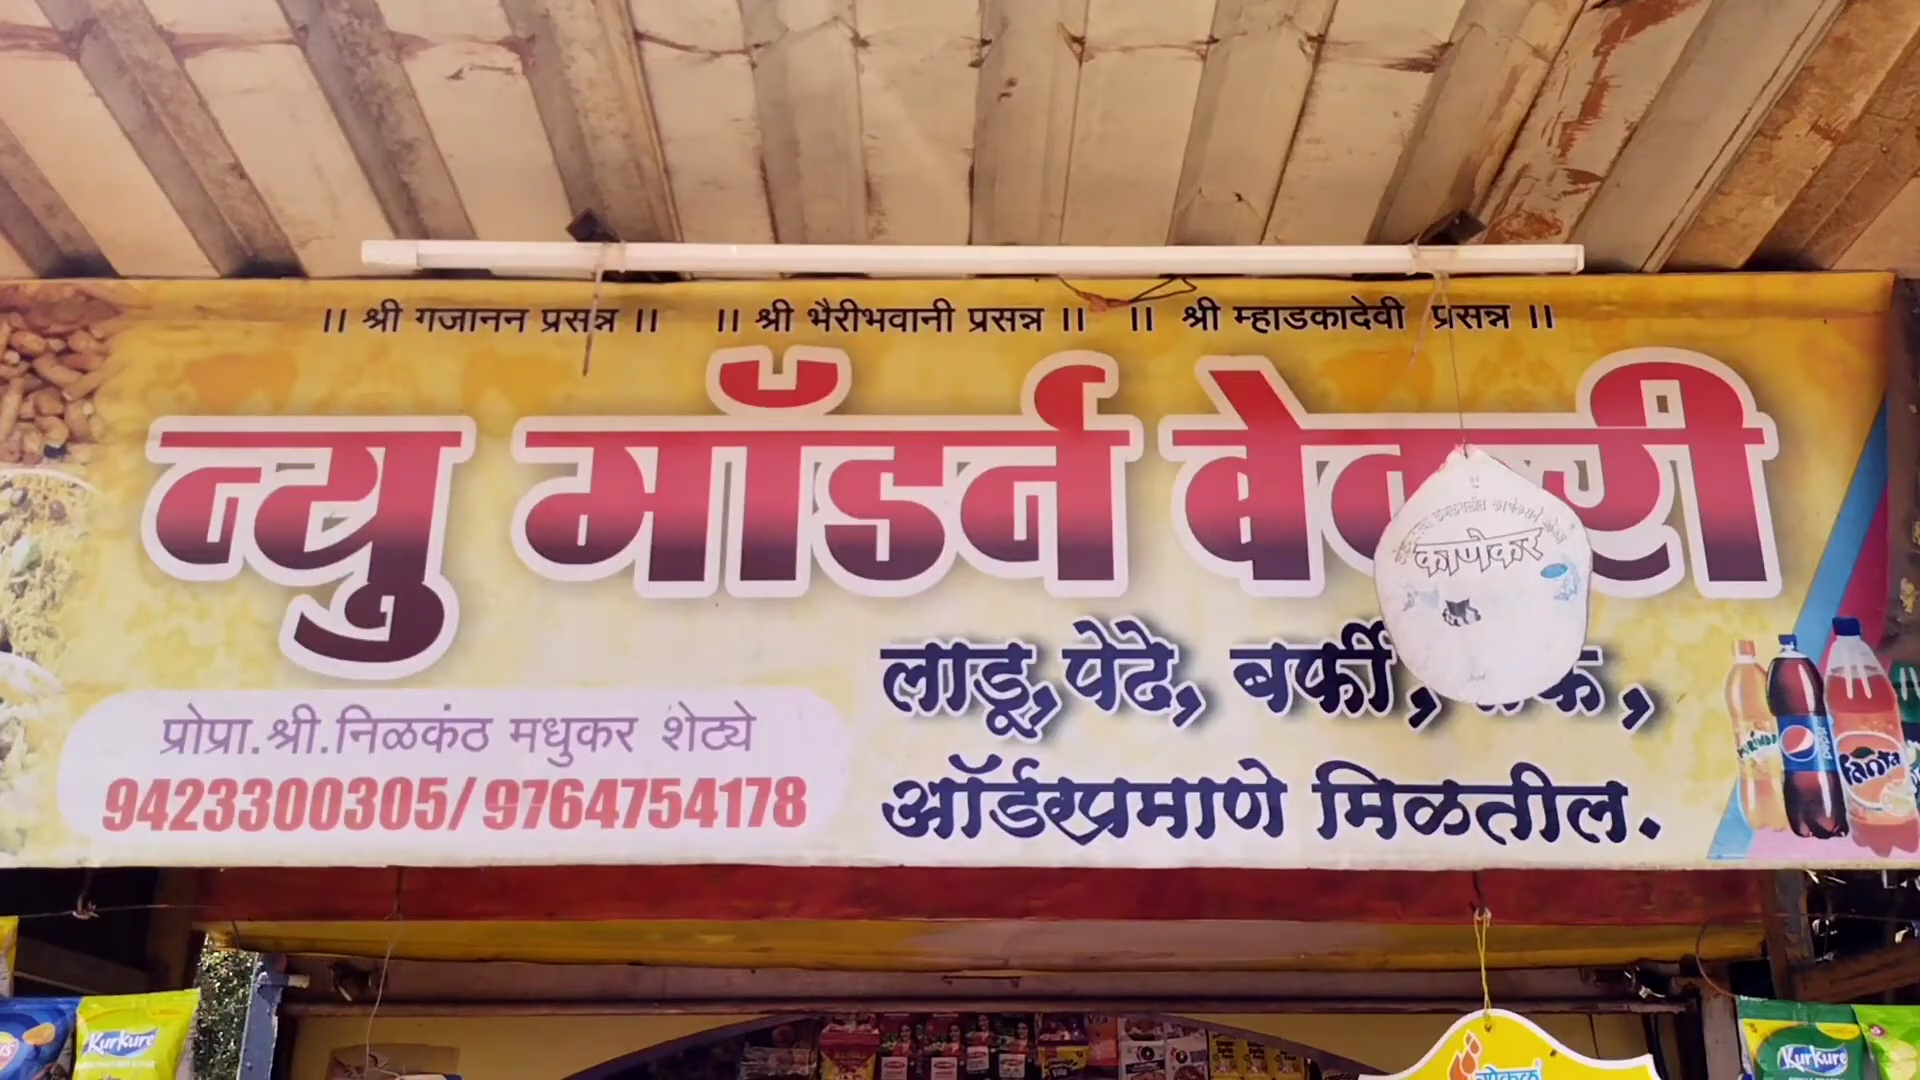 ।। श्री गजानन प्रसन्न ।। ।। श्री भैरीभवानी प्रसन्न ।। ।। श्री म्हाडकादेवी प्रसन्न ।।
न्यु मॉडर्न
काणेकर
लाडू, पेढे, बर्फी,
ऑर्डरप्रमाणे मिळतील.
प्रोप्रा.श्री.निळकंठ मधुकर शेट्ये
9423300305/9764754178
pepsi
Fanta
Kurkure
Kurkure
गोकुळ